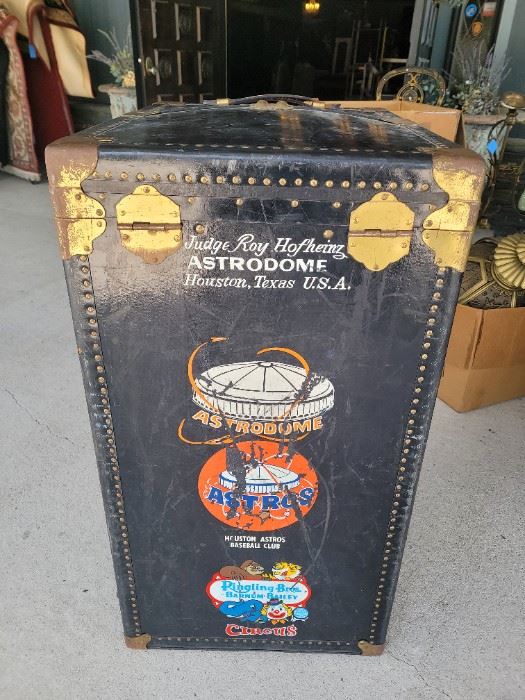 Judge Roy Hofheinz
ASTRODOME
Houston, Texas U.S.A.
ASTRODOME
ASTROS
HOUSTON ASTROS
BASEBALL CLUB
Ringling Bros.
BARNUM & BAILEY
CIRCUS